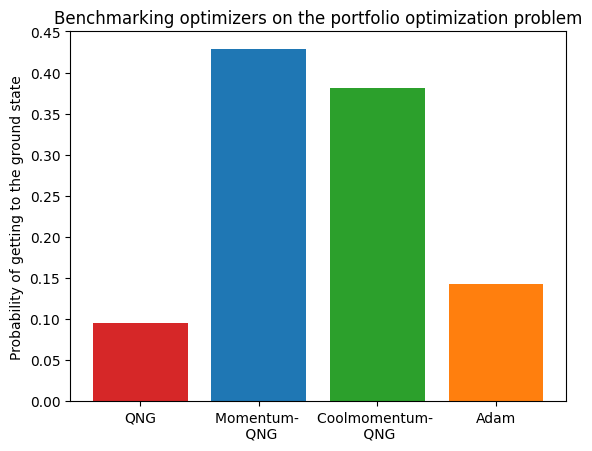 Benchmarking optimizers on the portfolio optimization problem
Probability of getting to the ground state
0.45
0.40
0.35
0.30
0.25
0.20
0.15
0.10
0.05
0.00
QNG
Momentum-
QNG
Coolmomentum-
QNG
Adam